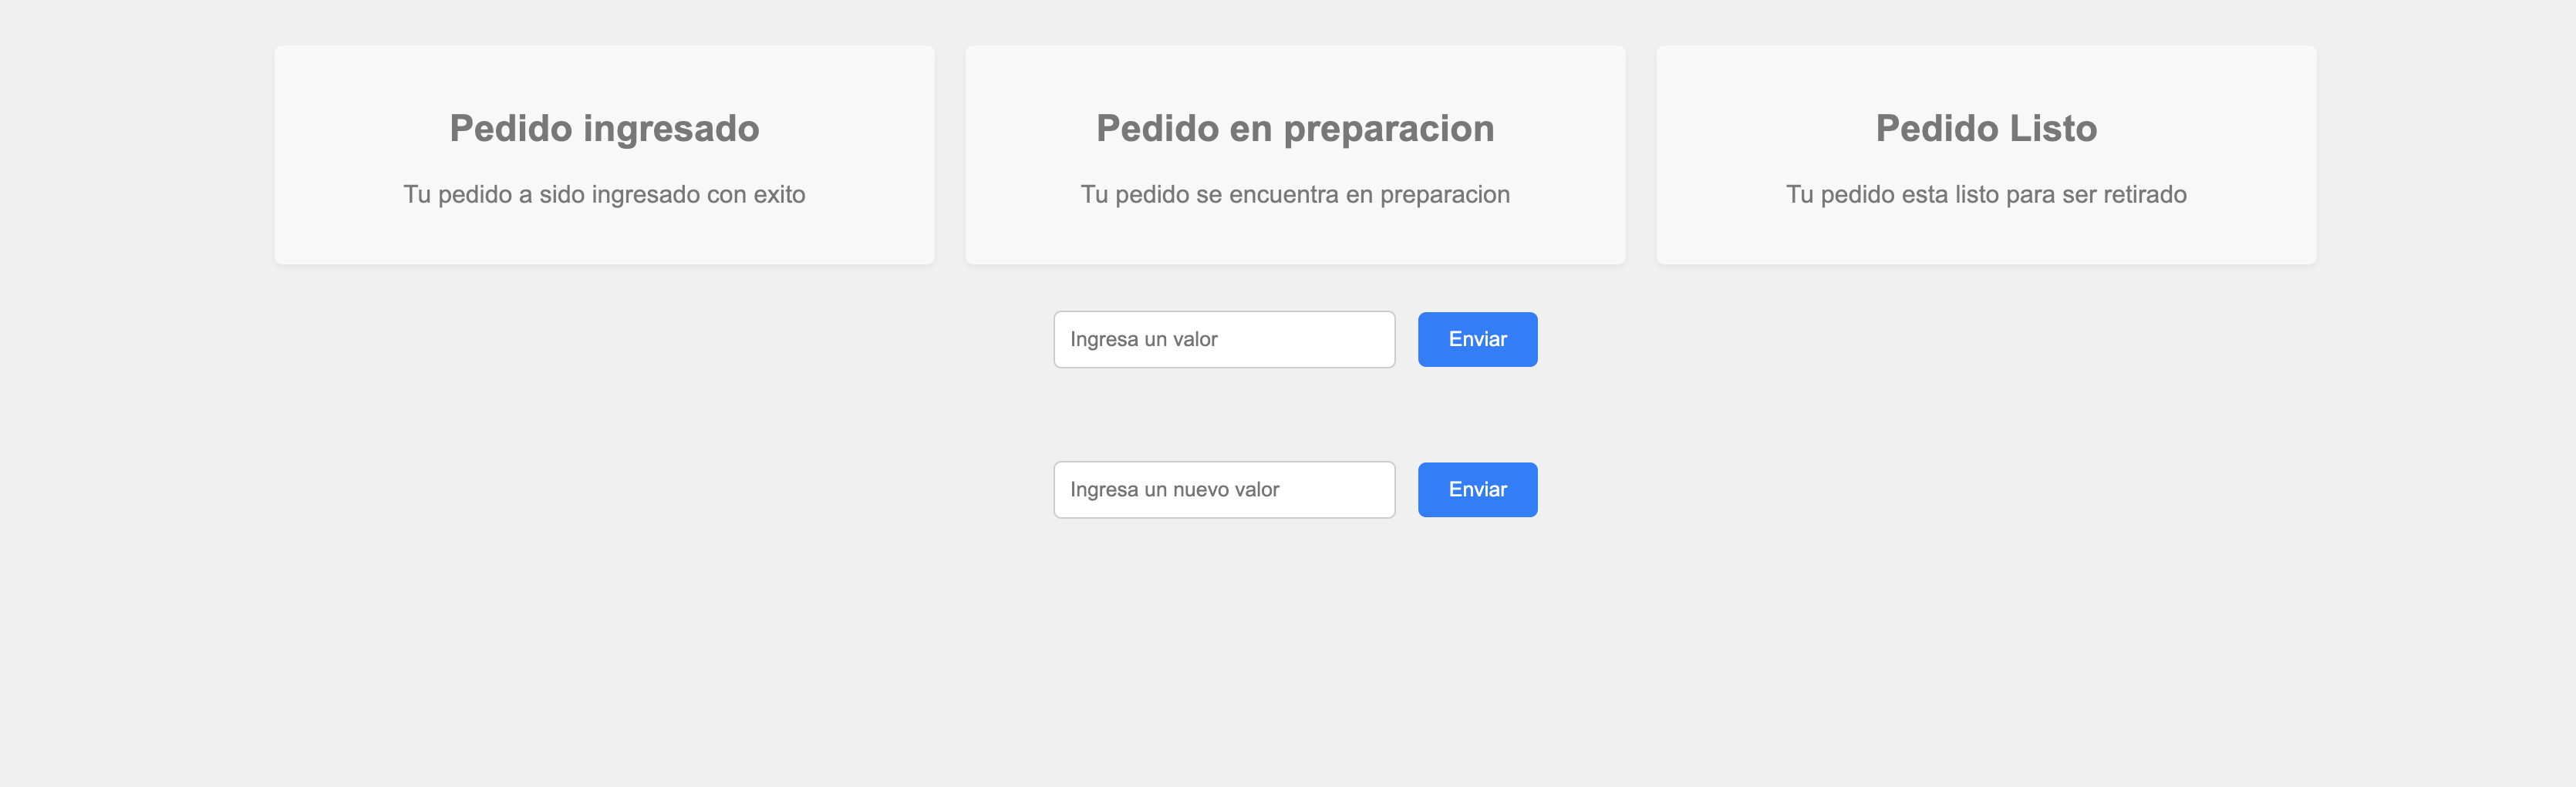 Pedido ingresado
Tu pedido a sido ingresado con exito
Pedido en preparacion
Tu pedido se encuentra en preparacion
Pedido Listo
Tu pedido esta listo para ser retirado
Ingresa un valor
Enviar
Ingresa un nuevo valor
Enviar